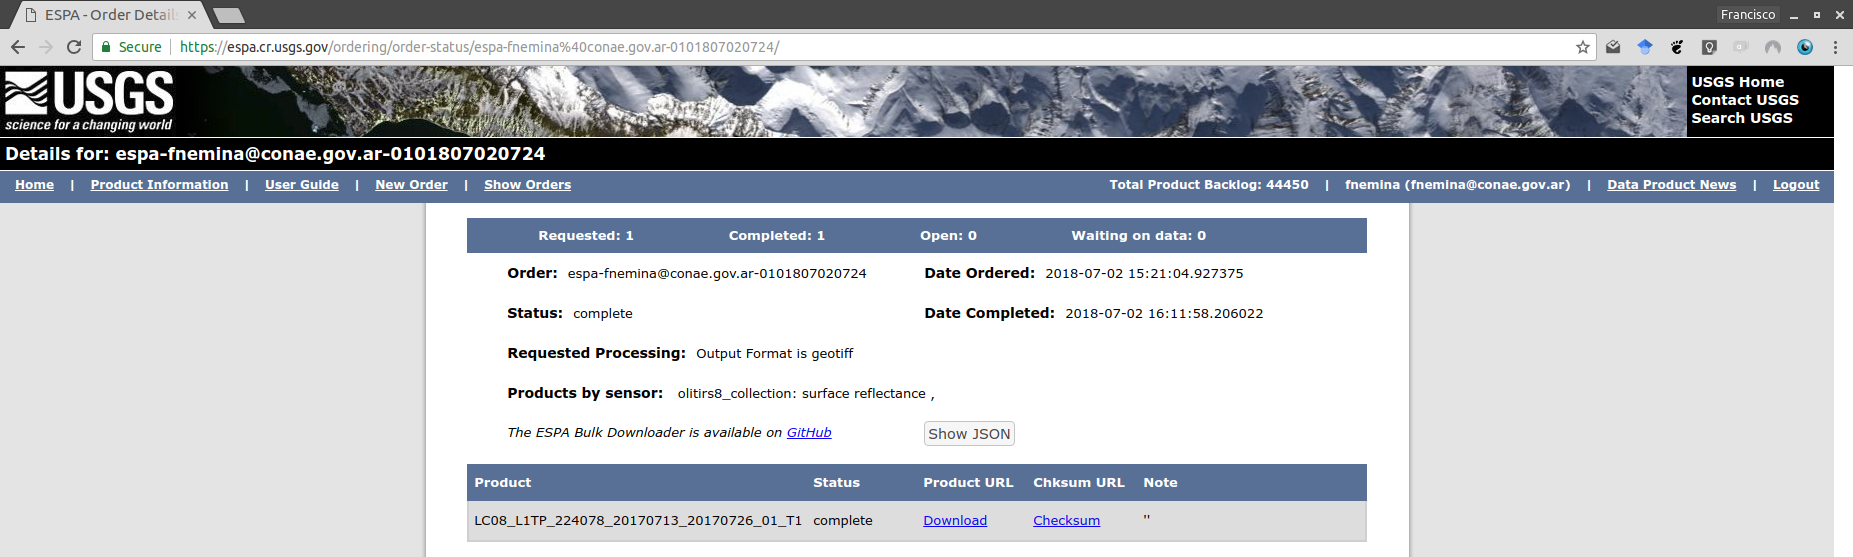 ESPA - Order Details
Francisco
Secure | https://espa.cr.usgs.gov/ordering/order-status/espa-fnemina%40conae.gov.ar-0101807020724/
USGS
science for a changing world
USGS Home
Contact USGS
Search USGS
Details for: espa-fnemina@conae.gov.ar-0101807020724
Home | Product Information | User Guide | New Order | Show Orders Total Product Backlog: 44450 | fnemina (fnemina@conae.gov.ar) | Data Product News | Logout
Requested: 1 Completed: 1 Open: 0 Waiting on data: 0
Order: espa-fnemina@conae.gov.ar-0101807020724 Date Ordered: 2018-07-02 15:21:04.927375
Status: complete Date Completed: 2018-07-02 16:11:58.206022
Requested Processing: Output Format is geotiff
Products by sensor: olitirs8_collection: surface reflectance ,
The ESPA Bulk Downloader is available on GitHub Show JSON
Product Status Product URL Chksum URL Note
LC08_L1TP_224078_20170713_20170726_01_T1 complete Download Checksum ''